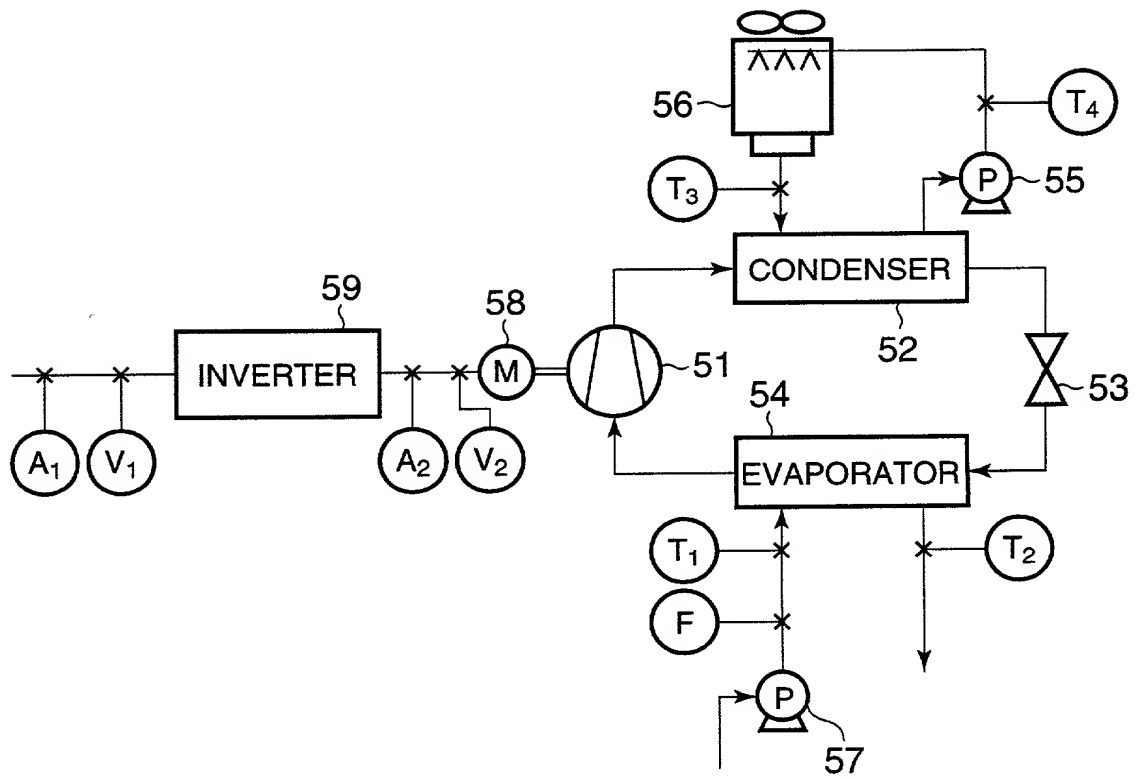 56
T4
T3
P
55
CONDENSER
59
58
52
INVERTER
M
51
53
54
A1
V1
A2
V2
EVAPORATOR
T1
T2
F
P
57